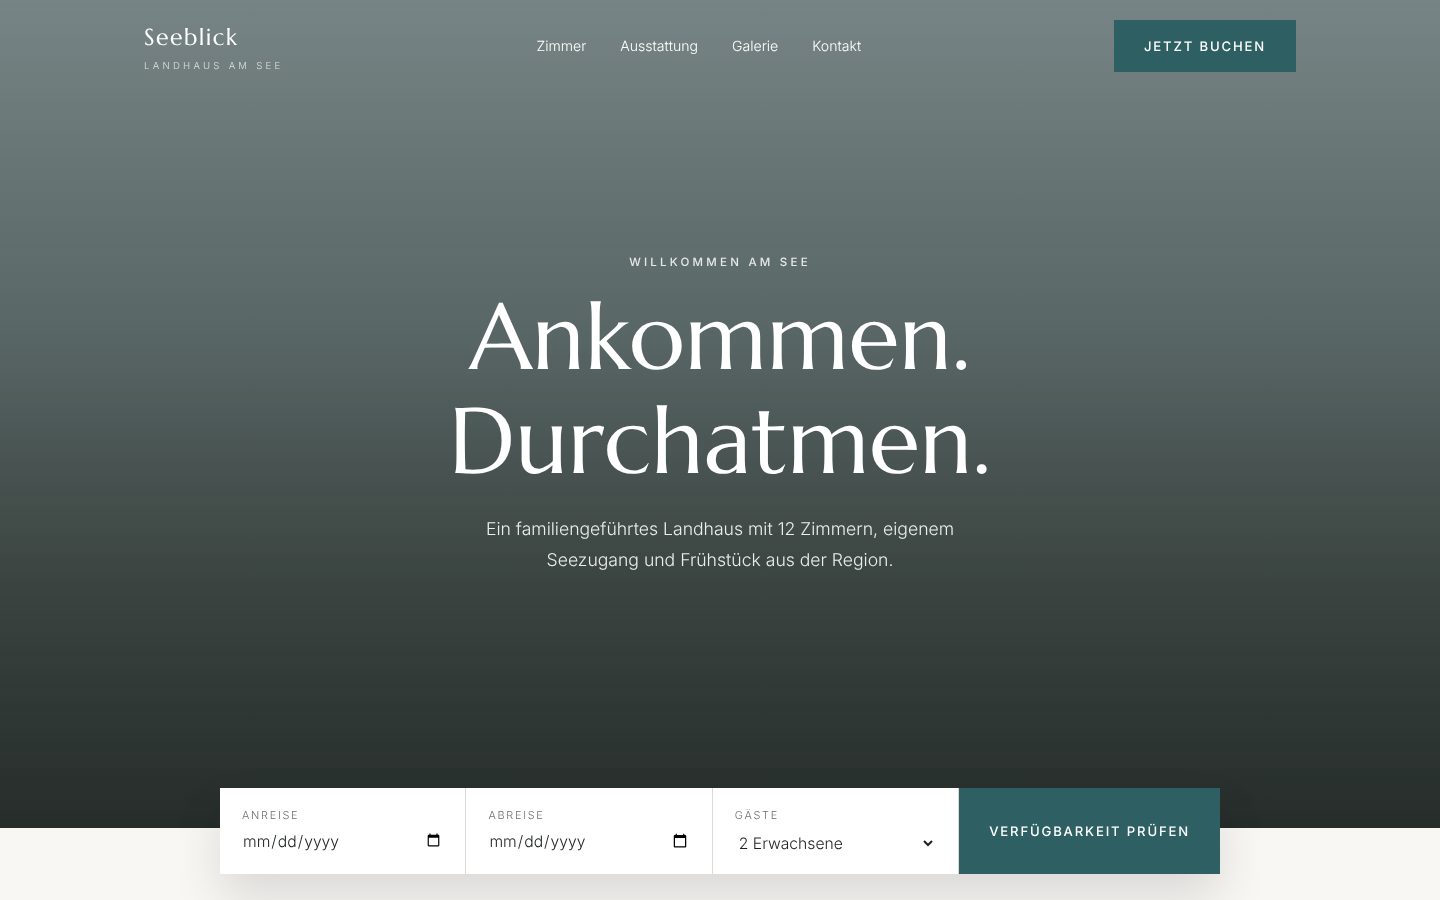 Seeblick
LANDHAUS AM SEE
Zimmer Ausstattung Galerie Kontakt
JETZT BUCHEN
WILLKOMMEN AM SEE
Ankommen.
Durchatmen.
Ein familiengeführtes Landhaus mit 12 Zimmern, eigenem
Seezugang und Frühstück aus der Region.
ANREISE
mm/dd/yyyy
ABREISE
mm/dd/yyyy
GÄSTE
2 Erwachsene
VERFÜGBARKEIT PRÜFEN